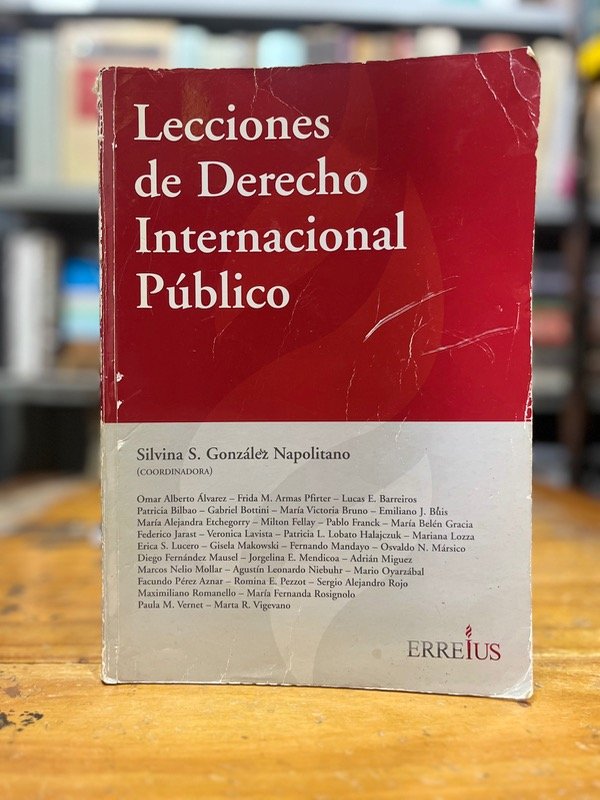 Lecciones
de Derecho
Internacional
Público
Silvina S. González Napolitano
(COORDINADORA)
Omar Alberto Álvarez – Frida M. Armas Pfirter – Lucas E. Barreiros
Patricia Bilbao – Gabriel Bottini – María Victoria Bruno – Emiliano J. Büis
María Alejandra Etchegorry – Milton Fellay – Pablo Franck – María Belén Gracia
Federico Jarast – Veronica Lavista – Patricia L. Lobato Halajczuk – Mariana Lozza
Erica S. Lucero – Gisela Makowski – Fernando Mandayo – Osvaldo N. Mársico
Diego Fernández Mausel – Jorgelina E. Mendicoa – Adrián Miguez
Marcos Nelio Mollar – Agustín Leonardo Niebuhr – Mario Oyarzábal
Facundo Pérez Aznar – Romina E. Pezzot – Sergio Alejandro Rojo
Maximiliano Romanello – María Fernanda Rosignolo
Paula M. Vernet – Marta R. Vigevano
ERREIUS